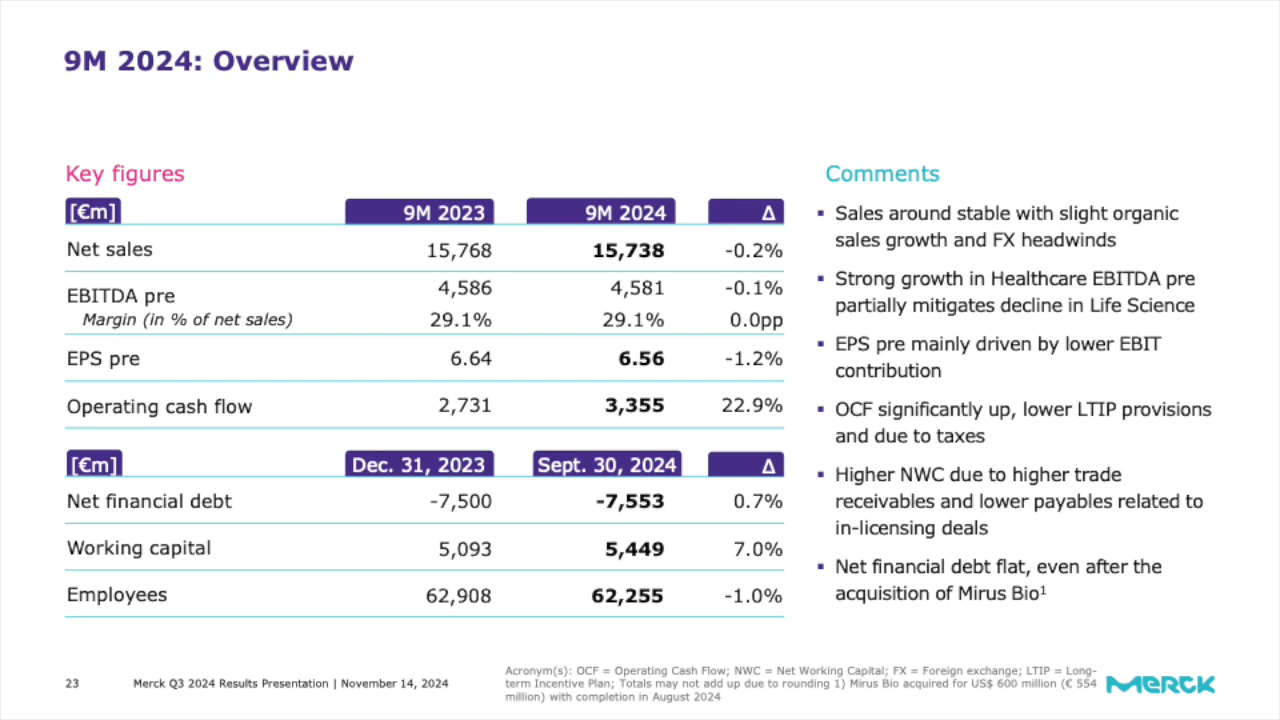 9M 2024: Overview
Key figures
[€m] 9M 2023 9M 2024 Δ
Net sales 15,768 15,738 -0.2%
EBITDA pre 4,586 4,581 -0.1%
Margin (in % of net sales) 29.1% 29.1% 0.0pp
EPS pre 6.64 6.56 -1.2%
Operating cash flow 2,731 3,355 22.9%
[€m] Dec. 31, 2023 Sept. 30, 2024 Δ
Net financial debt -7,500 -7,553 0.7%
Working capital 5,093 5,449 7.0%
Employees 62,908 62,255 -1.0%
Comments
▪ Sales around stable with slight organic
sales growth and FX headwinds
▪ Strong growth in Healthcare EBITDA pre
partially mitigates decline in Life Science
▪ EPS pre mainly driven by lower EBIT
contribution
▪ OCF significantly up, lower LTIP provisions
and due to taxes
▪ Higher NWC due to higher trade
receivables and lower payables related to
in-licensing deals
▪ Net financial debt flat, even after the
acquisition of Mirus Bio¹
23 Merck Q3 2024 Results Presentation | November 14, 2024
Acronym(s): OCF = Operating Cash Flow; NWC = Net Working Capital; FX = Foreign exchange; LTIP = Long-
term Incentive Plan; Totals may not add up due to rounding 1) Mirus Bio acquired for US$ 600 million (€ 554
million) with completion in August 2024
MERCK